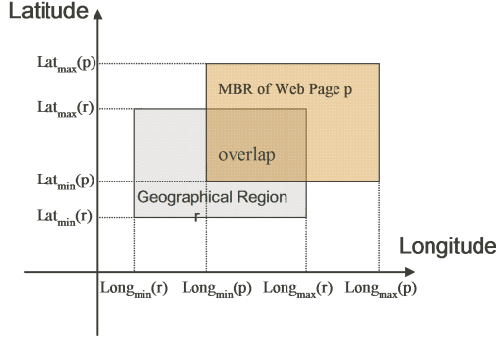 Latitude
Lat_max(p)
MBR of Web Page p
Lat_max(r)
overlap
Lat_min(p)
Geographical Region
r
Lat_min(r)
Longitude
Long_min(r) Long_min(p) Long_max(r) Long_max(p)